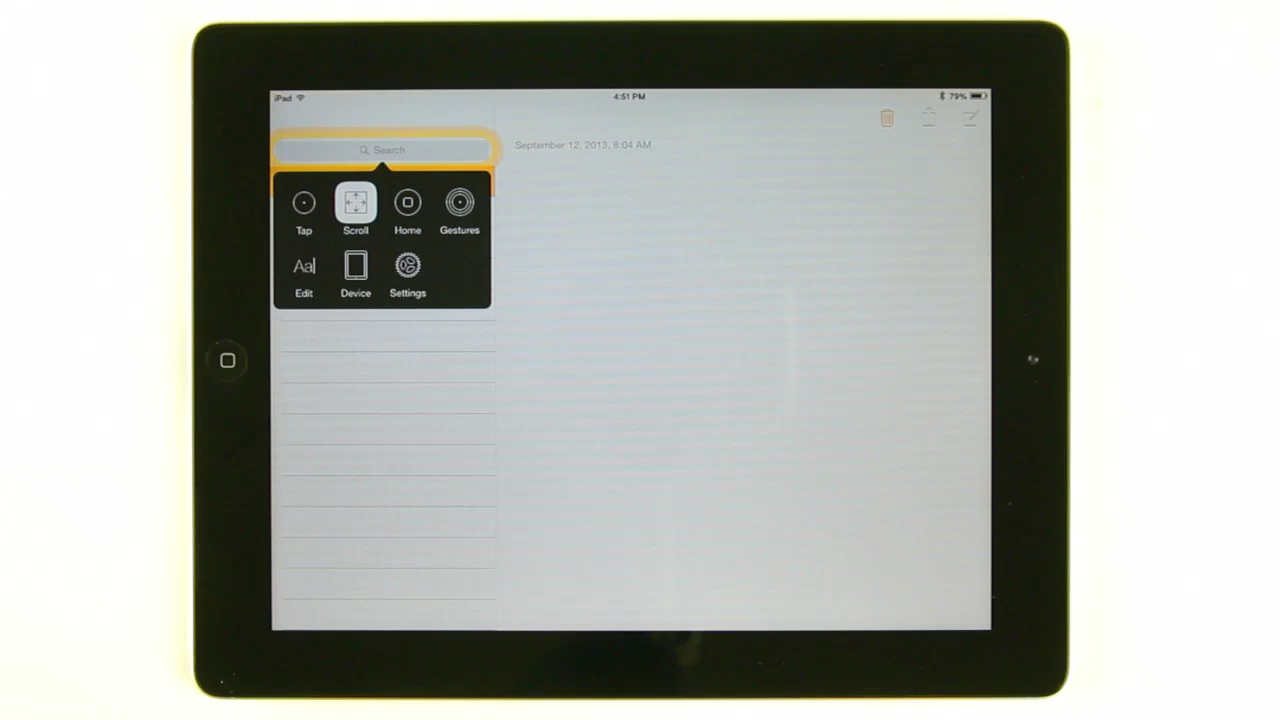 iPad
4:51 PM
79%
Search
September 12, 2013, 8:04 AM
Tap
Scroll
Home
Gestures
Aa
Edit
Device
Settings